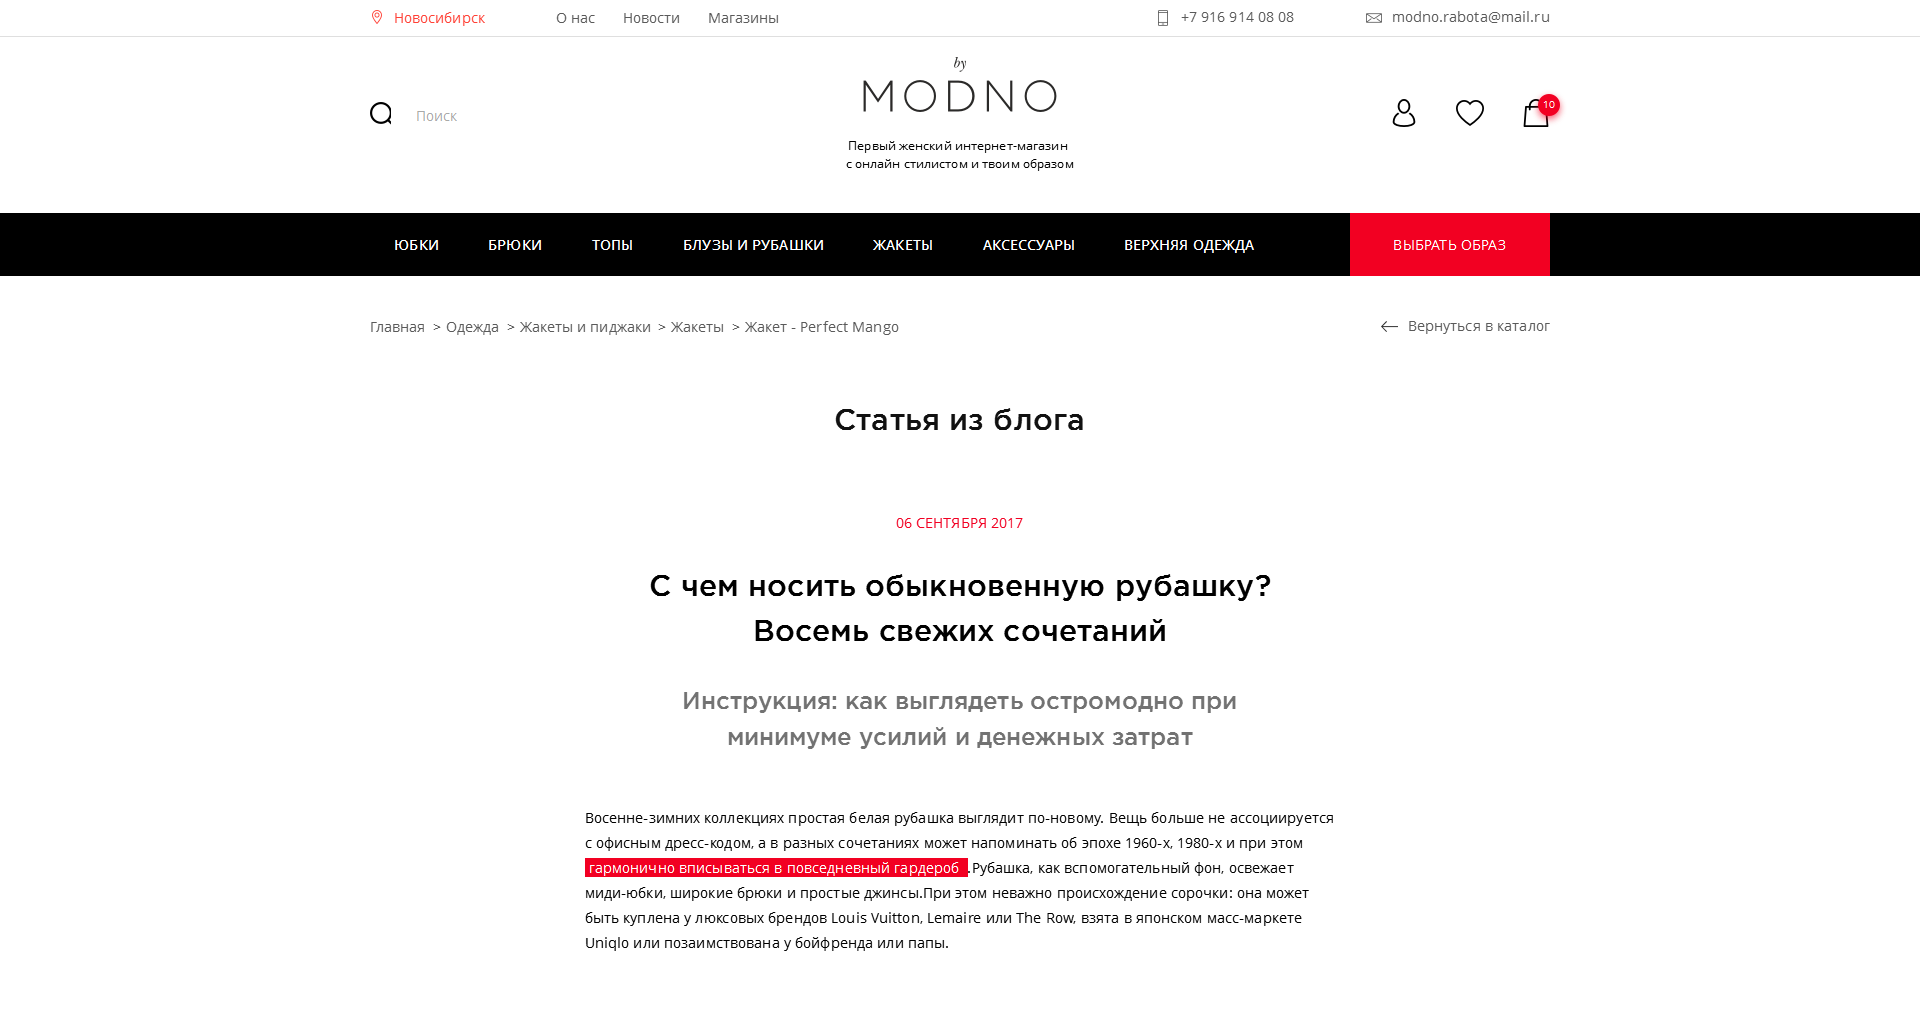 Новосибирск О нас Новости Магазины +7 916 914 08 08 modno.rabota@mail.ru
by
MODNO
Поиск
10
Первый женский интернет-магазин
с онлайн стилистом и твоим образом
ЮБКИ БРЮКИ ТОПЫ БЛУЗЫ И РУБАШКИ ЖАКЕТЫ АКСЕССУАРЫ ВЕРХНЯЯ ОДЕЖДА ВЫБРАТЬ ОБРАЗ
Главная > Одежда > Жакеты и пиджаки > Жакеты > Жакет - Perfect Mango Вернуться в каталог
Статья из блога
06 СЕНТЯБРЯ 2017
С чем носить обыкновенную рубашку?
Восемь свежих сочетаний
Инструкция: как выглядеть остромодно при
минимуме усилий и денежных затрат
Восенне-зимних коллекциях простая белая рубашка выглядит по-новому. Вещь больше не ассоциируется
с офисным дресс-кодом, а в разных сочетаниях может напоминать об эпохе 1960-х, 1980-х и при этом
гармонично вписываться в повседневный гардероб .Рубашка, как вспомогательный фон, освежает
миди-юбки, широкие брюки и простые джинсы.При этом неважно происхождение сорочки: она может
быть куплена у люксовых брендов Louis Vuitton, Lemaire или The Row, взята в японском масс-маркете
Uniqlo или позаимствована у бойфренда или папы.